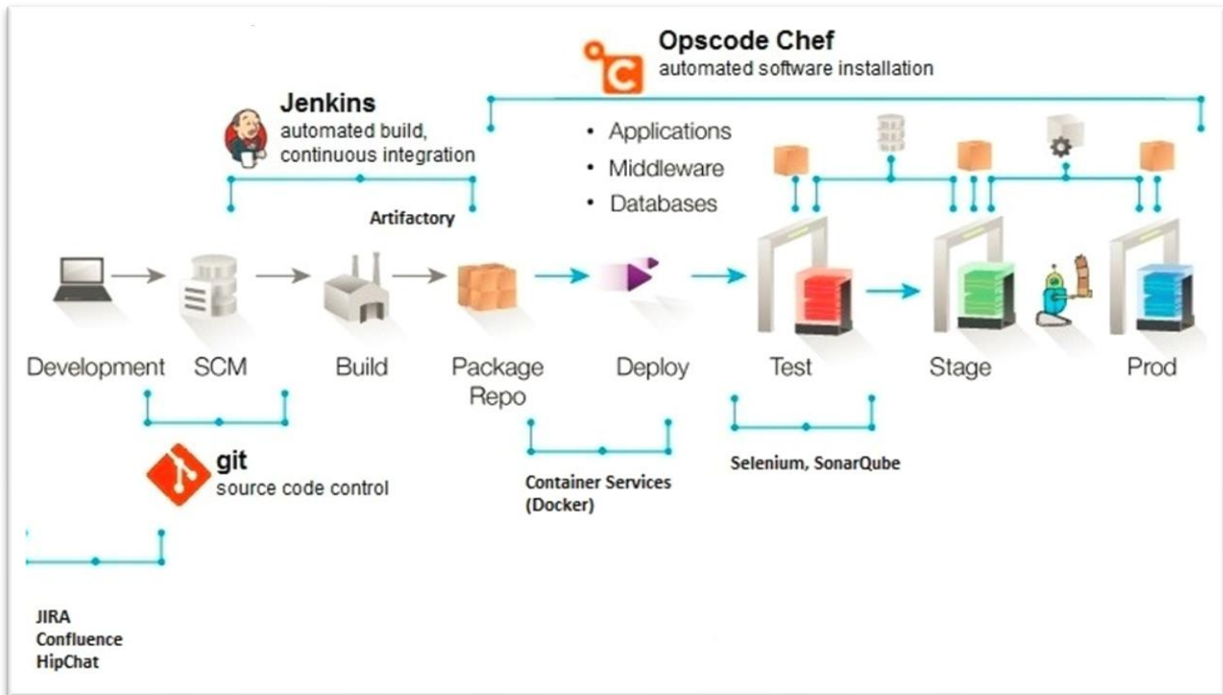 Opscode Chef
automated software installation
Jenkins
automated build,
continuous integration
• Applications
• Middleware
• Databases
Artifactory
Development
SCM
Build
Package
Repo
Deploy
Test
Stage
Prod
git
source code control
Container Services
(Docker)
Selenium, SonarQube
JIRA
Confluence
HipChat